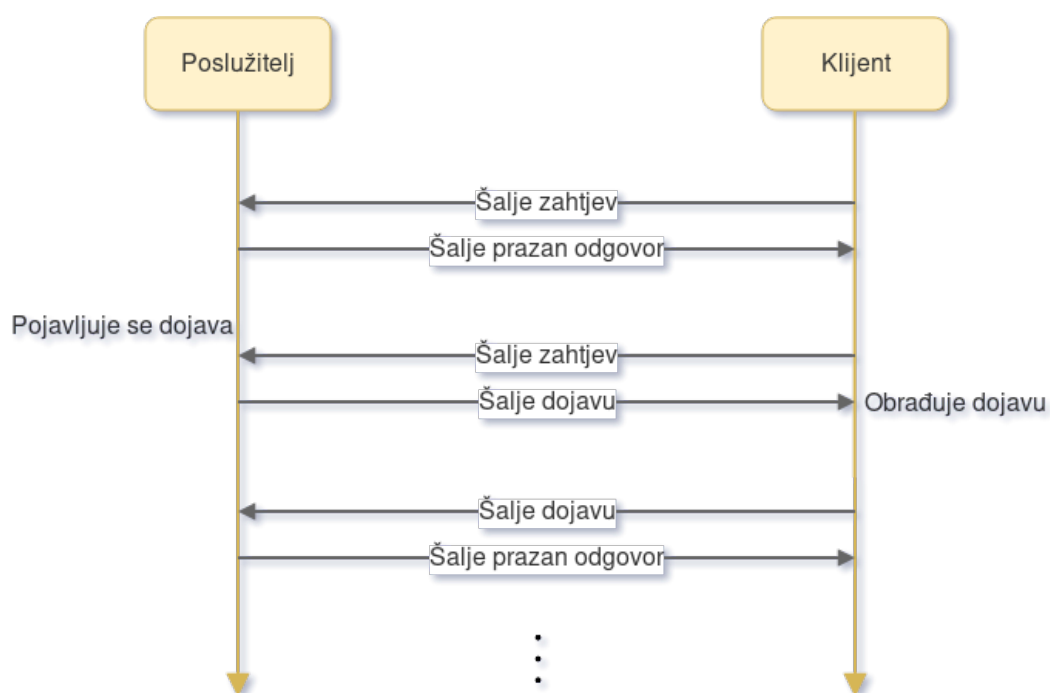 Poslužitelj
Klijent
Šalje zahtjev
Šalje prazan odgovor
Pojavljuje se dojava
Šalje zahtjev
Šalje dojavu
Obrađuje dojavu
Šalje dojavu
Šalje prazan odgovor